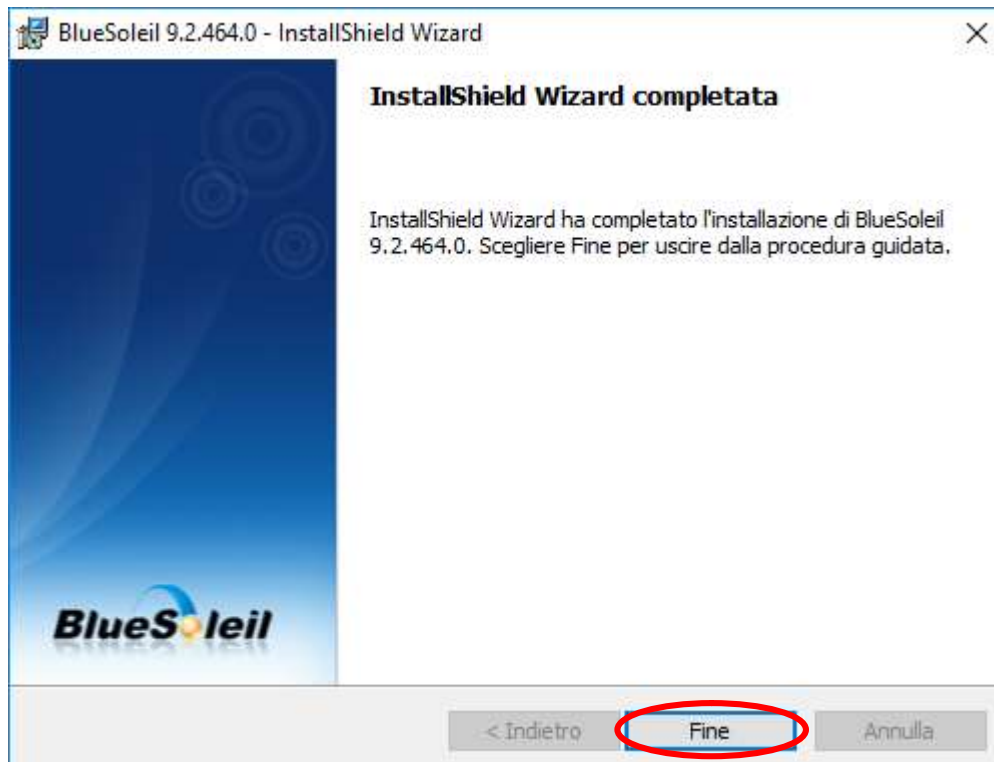 BlueSoleil 9.2.464.0 - InstallShield Wizard
InstallShield Wizard completata
InstallShield Wizard ha completato l'installazione di BlueSoleil
9.2.464.0. Scegliere Fine per uscire dalla procedura guidata.
BlueSoleil
< Indietro Fine Annulla